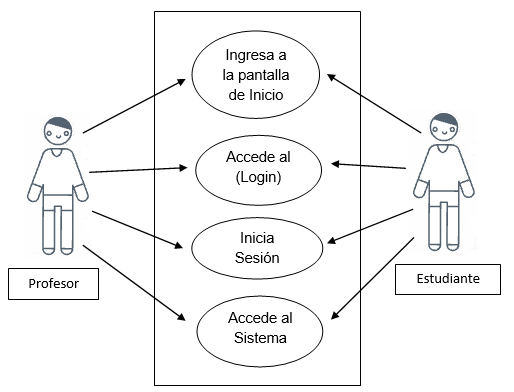 Ingresa a
la pantalla
de Inicio
Accede al
(Login)
Inicia
Sesión
Accede al
Sistema
Profesor
Estudiante